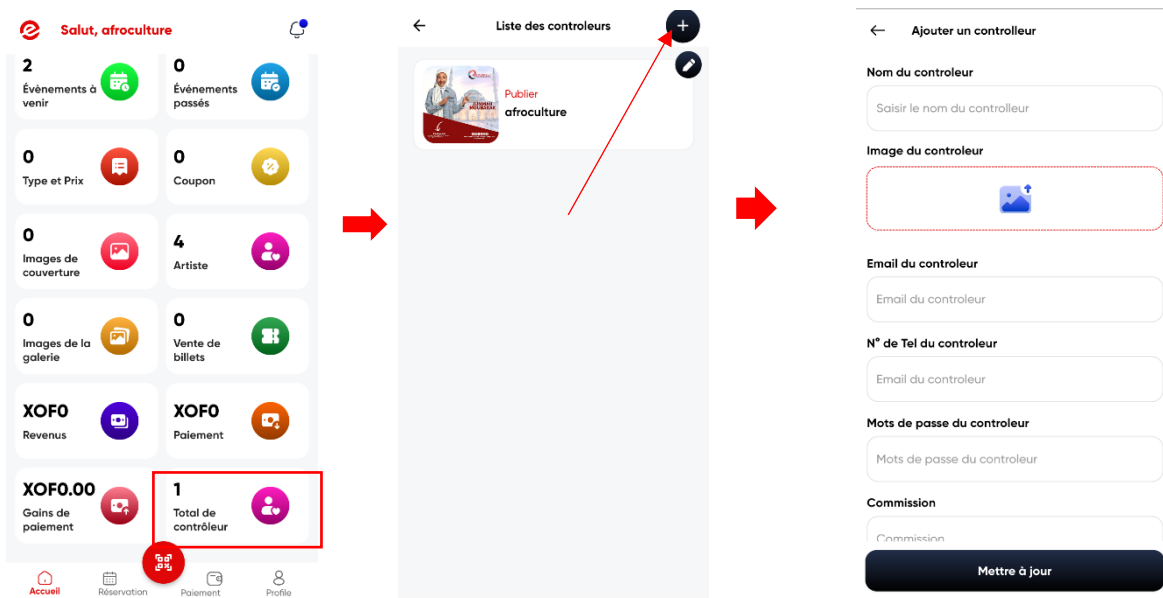 Salut, afroculture
2
Évènements à
venir
0
Événements
passés
0
Type et Prix
0
Coupon
0
Images de
couverture
4
Artiste
0
Images de la
galerie
0
Vente de
billets
XOF0
Revenus
XOF0
Paiement
XOF0.00
Gains de
paiement
1
Total de
contrôleur
Accueil
Réservation
Paiement
Profile
Liste des controleurs
Publier
afroculture
Ajouter un controlleur
Nom du controleur
Saisir le nom du controlleur
Image du controleur
Email du controleur
Email du controleur
N° de Tel du controleur
Email du controleur
Mots de passe du controleur
Mots de passe du controleur
Commission
Commission
Mettre à jour